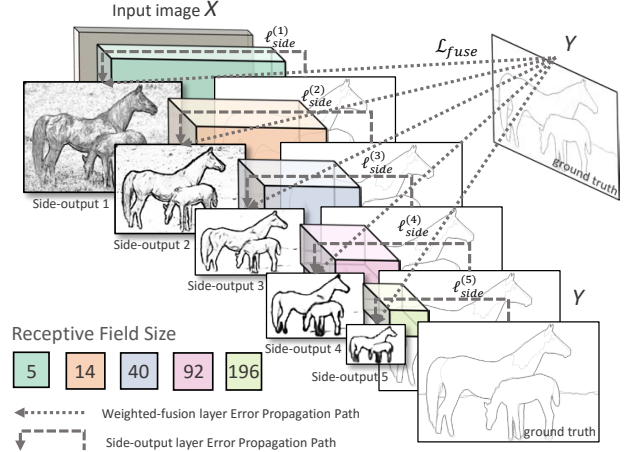 Input image X
ℓ_side^(1)
ℒ_fuse
Y
ℓ_side^(2)
ℓ_side^(3)
ground truth
Side-output 1
Side-output 2
ℓ_side^(4)
Side-output 3
ℓ_side^(5)
Y
Side-output 4
Receptive Field Size
Side-output 5
5 14 40 92 196
Weighted-fusion layer Error Propagation Path
ground truth
Side-output layer Error Propagation Path